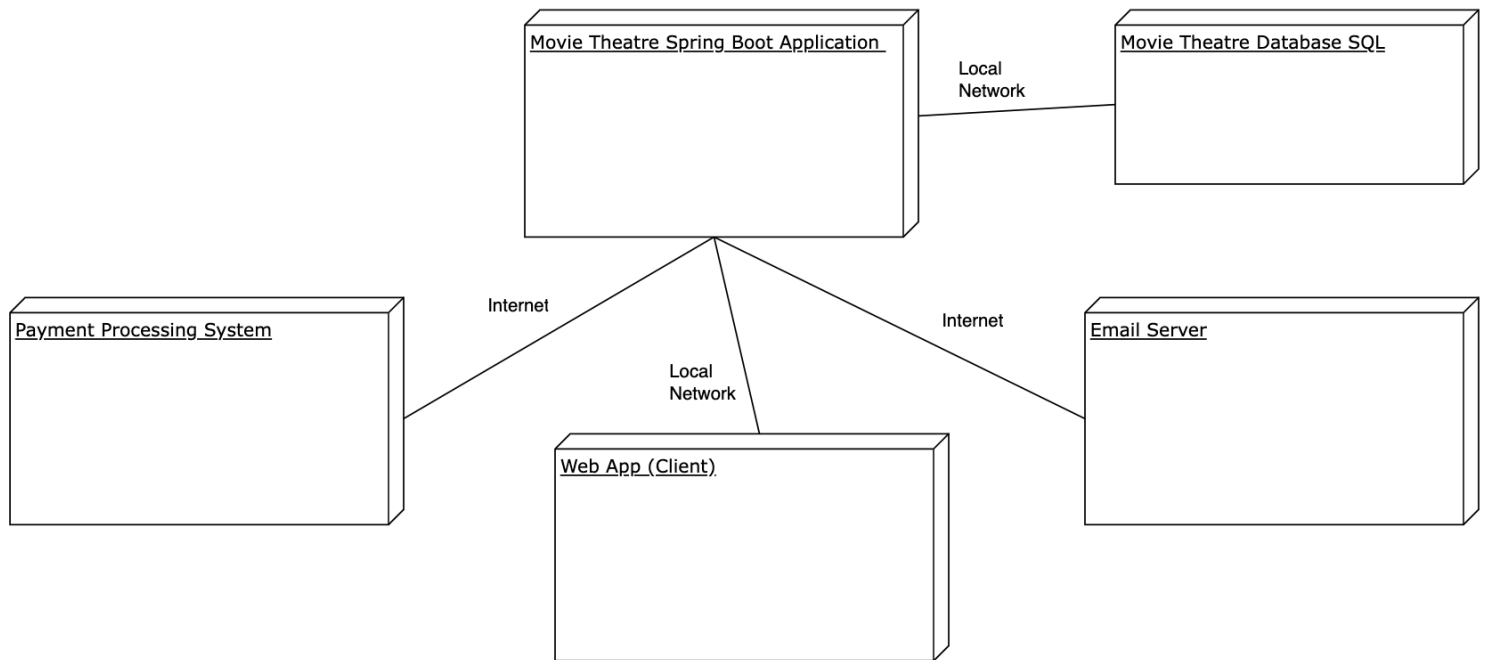 Movie Theatre Spring Boot Application
Movie Theatre Database SQL
Local
Network
Internet
Internet
Payment Processing System
Email Server
Local
Network
Web App (Client)